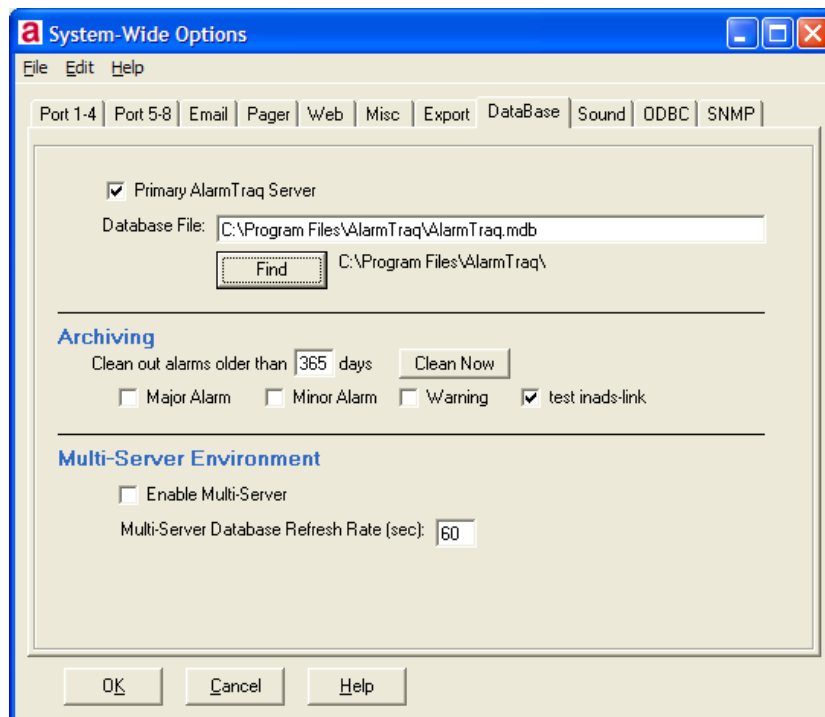 a System-Wide Options
File Edit Help
Port 1-4 Port 5-8 Email Pager Web Misc Export DataBase Sound ODBC SNMP
Primary AlarmTraq Server
Database File: C:\Program Files\AlarmTraq\AlarmTraq.mdb
Find C:\Program Files\AlarmTraq\
Archiving
Clean out alarms older than 365 days Clean Now
Major Alarm Minor Alarm Warning test inads-link
Multi-Server Environment
Enable Multi-Server
Multi-Server Database Refresh Rate (sec): 60
OK Cancel Help